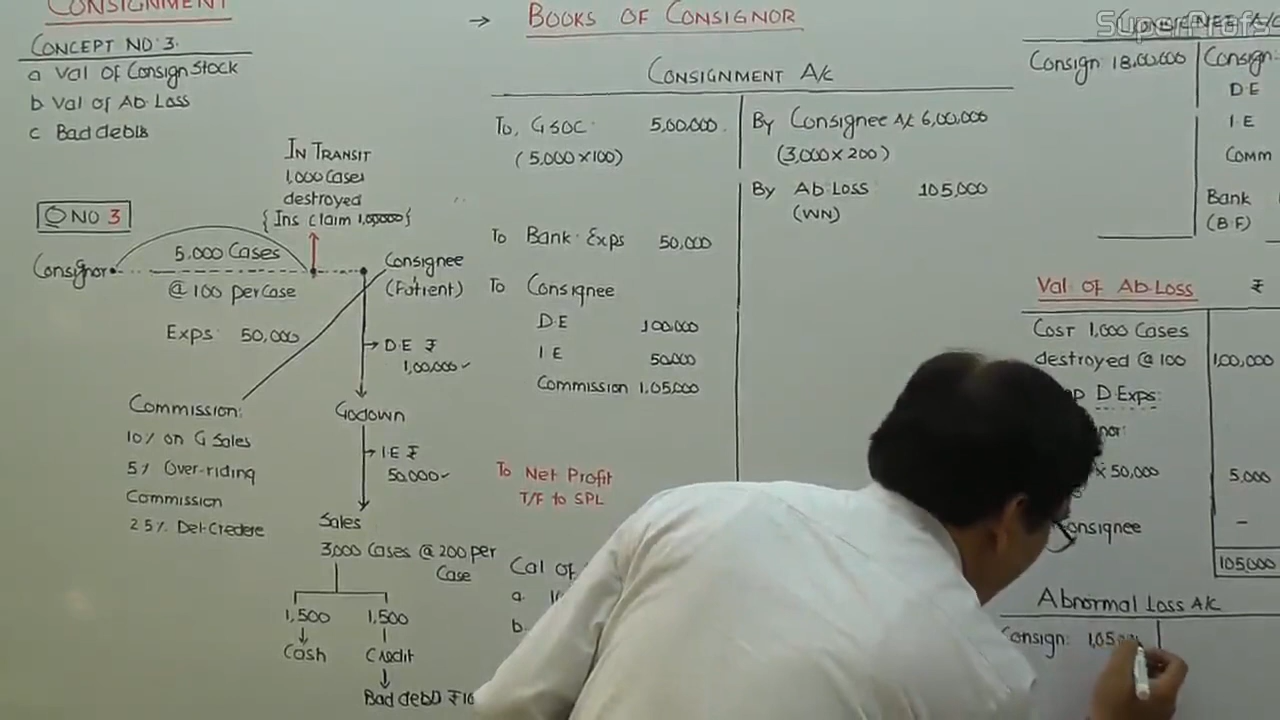 CONSIGNMENT
CONCEPT NO 3.
a Val of Consign Stock
b Val of Ab. Loss
c Bad debts
IN TRANSIT
1,000 Cases
destroyed
{ Ins claim 1,00,000 }
Q NO 3
Consignor
5,000 Cases
@ 100 per Case
Exps: 50,000
Consignee
D.E ₹
1,00,000
Godown
I.E ₹
50,000
Commission:
10% on G Sales
5% Over-riding
Commission
2.5% Del-Credere
Sales
3,000 Cases @ 200 per
Case
1,500 1,500
Cash Credit
Bad debt ₹ 10
→ BOOKS OF CONSIGNOR
CONSIGNMENT A/c
To, GSOC. 5,00,000
(5,000 × 100)
To Bank-Exps 50,000
To Consignee
D.E 100,000
I.E 50,000
Commission 1,05,000
To Net Profit
T/F to SPL
Cal of
a.
b.
By Consignee A/c 6,00,000
(3,000 × 200)
By Ab. Loss 105,000
(WN)
SuperProfs
CONSIGNEE A/c
Consign 18,00,000
Consign:
D.E
I.E
Comm
Bank
(B.F)
Val of Ab. Loss ₹
Cost 1,000 Cases
destroyed @ 100 1,00,000
D Exps:
× 50,000 5,000
Consignee –
105,000
Abnormal Loss A/c
Consign: